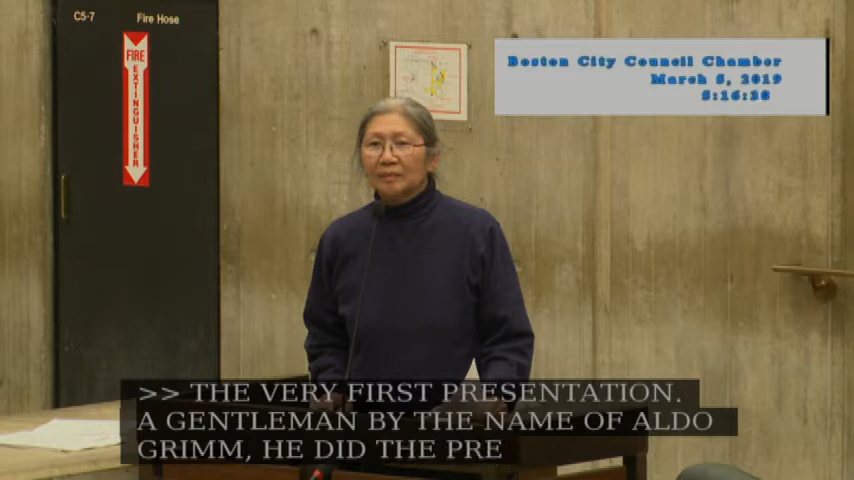 C5-7 Fire Hose
FIRE
EXTINGUISHER
Boston City Council Chamber
March 5, 2019
5:16:30
>> THE VERY FIRST PRESENTATION.
A GENTLEMAN BY THE NAME OF ALDO
GRIMM, HE DID THE PRE